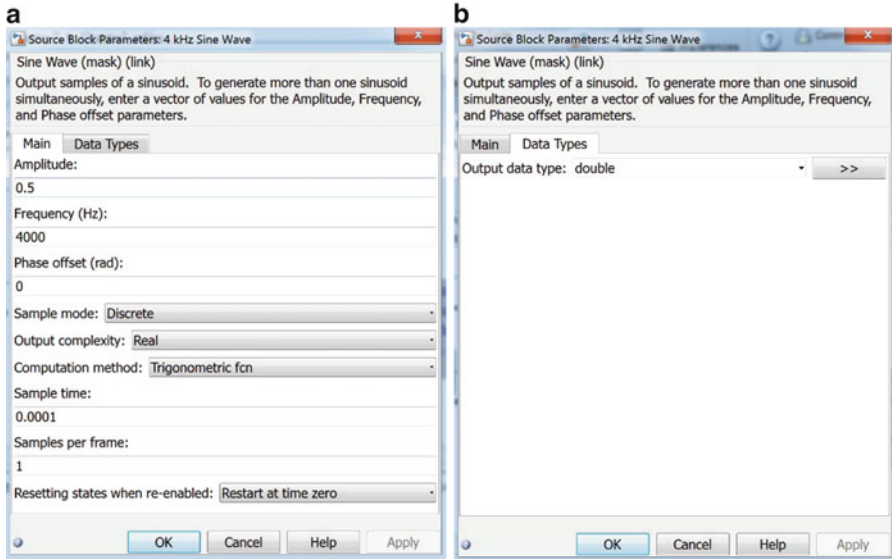 a
Source Block Parameters: 4 kHz Sine Wave
x
Sine Wave (mask) (link)
Output samples of a sinusoid. To generate more than one sinusoid
simultaneously, enter a vector of values for the Amplitude, Frequency,
and Phase offset parameters.
Main Data Types
Amplitude:
0.5
Frequency (Hz):
4000
Phase offset (rad):
0
Sample mode: Discrete
Output complexity: Real
Computation method: Trigonometric fcn
Sample time:
0.0001
Samples per frame:
1
Resetting states when re-enabled: Restart at time zero
OK Cancel Help Apply
b
Source Block Parameters: 4 kHz Sine Wave
x
Sine Wave (mask) (link)
Output samples of a sinusoid. To generate more than one sinusoid
simultaneously, enter a vector of values for the Amplitude, Frequency,
and Phase offset parameters.
Main Data Types
Output data type: double >>
OK Cancel Help Apply